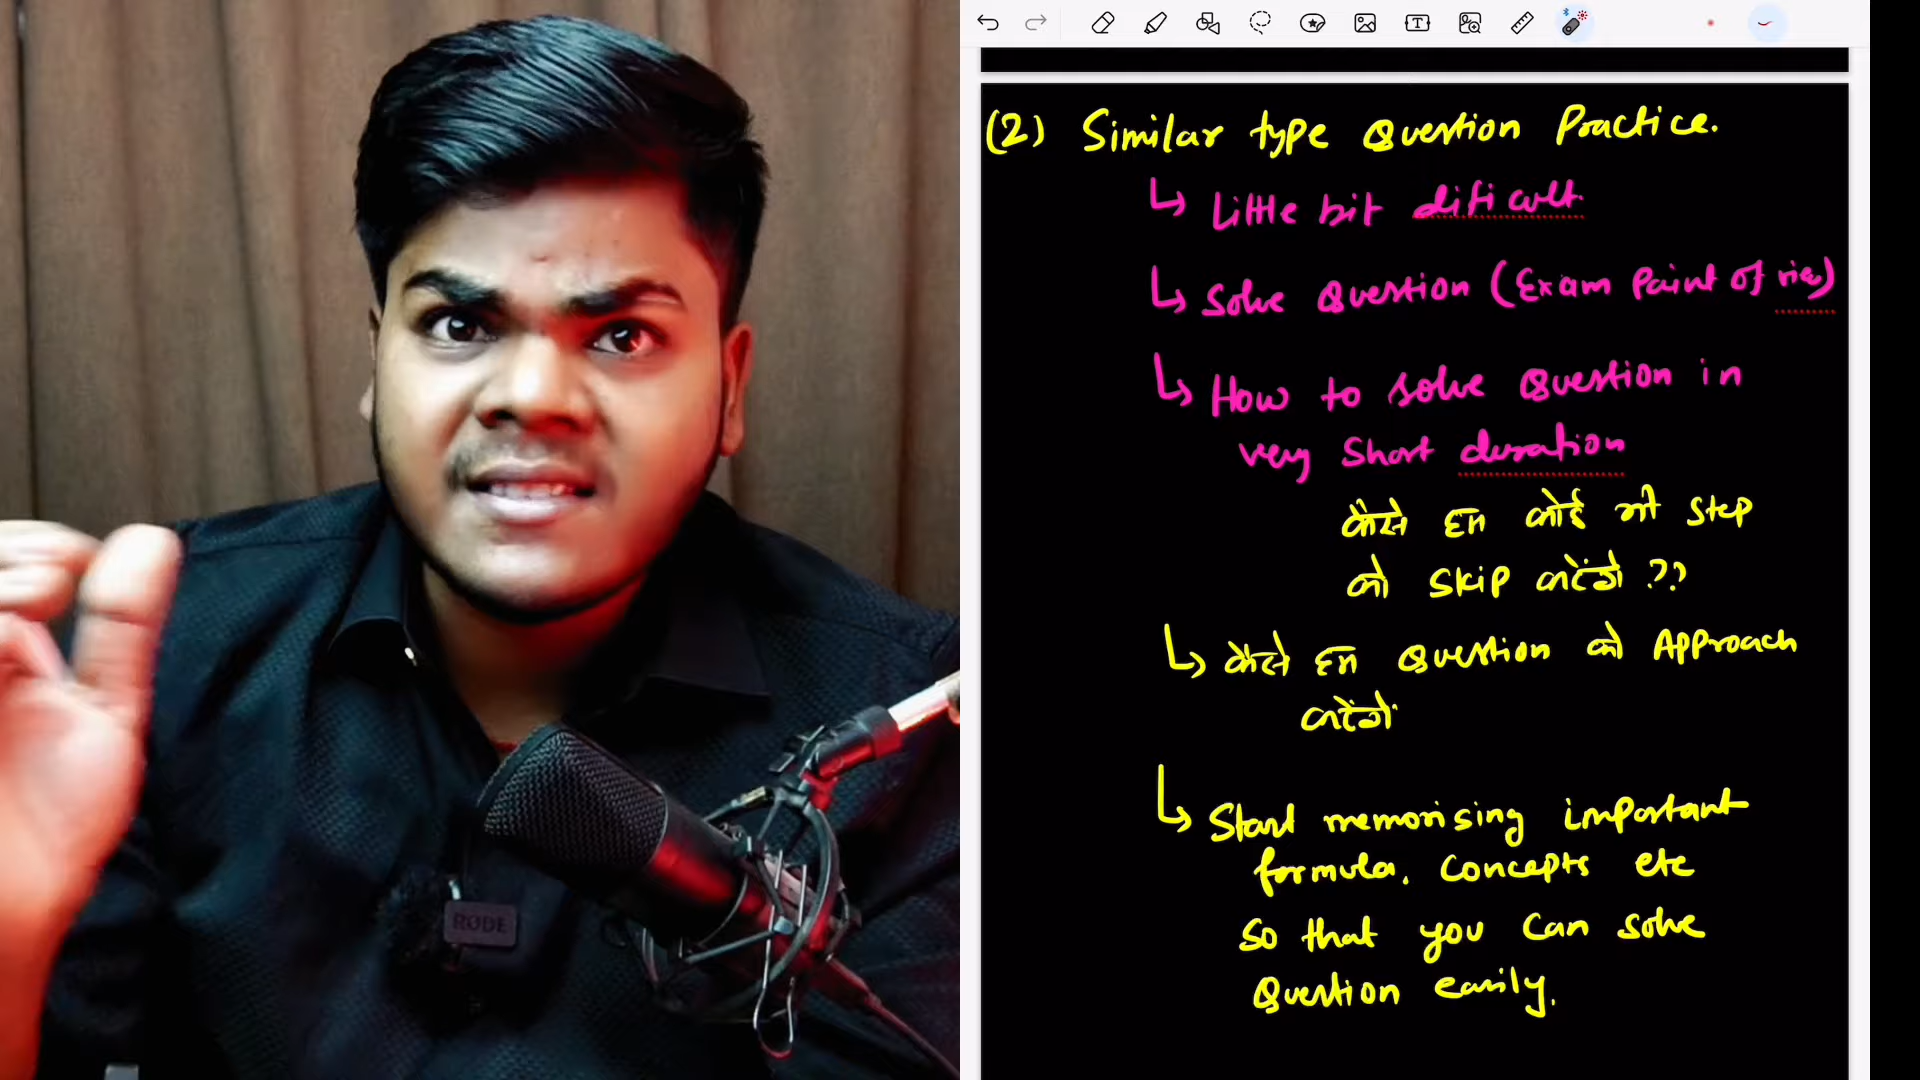 (2) Similar type Question Practice.
↳ Little bit dificult.
↳ Solve Question (Exam Point of view)
↳ How to solve Question in
very Short duration
कैसे हम कोई भी step
को skip करेंगे ??
↳ कैसे हम Question को Approach
करेंगे
↳ Start memorising important
formula, concepts etc
so that you can solve
Question easily.
RODE